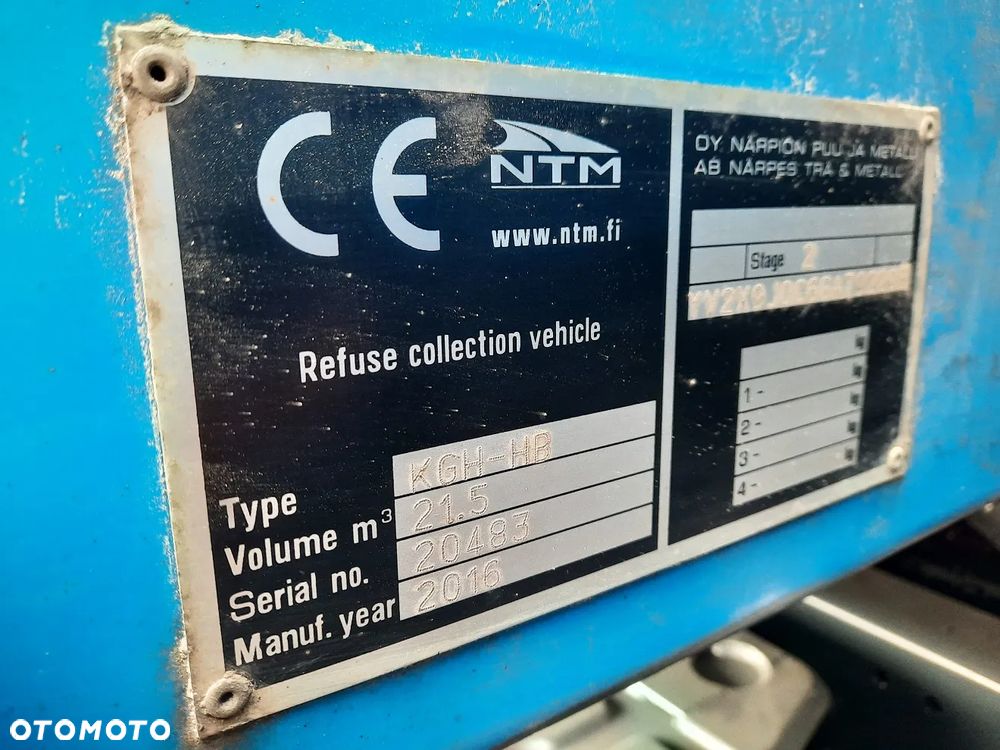 CE
NTM
www.ntm.fi
Refuse collection vehicle
Type KGH-HB
Volume m³ 21.5
Serial no. 20483
Manuf. year 2016
OY NÄRPIÖN PUU JA METALLI
AB NÄRPES TRÄ & METALL
Stage 2
kg
1 - kg
2 - kg
3 - kg
4 -
OTOMOTO